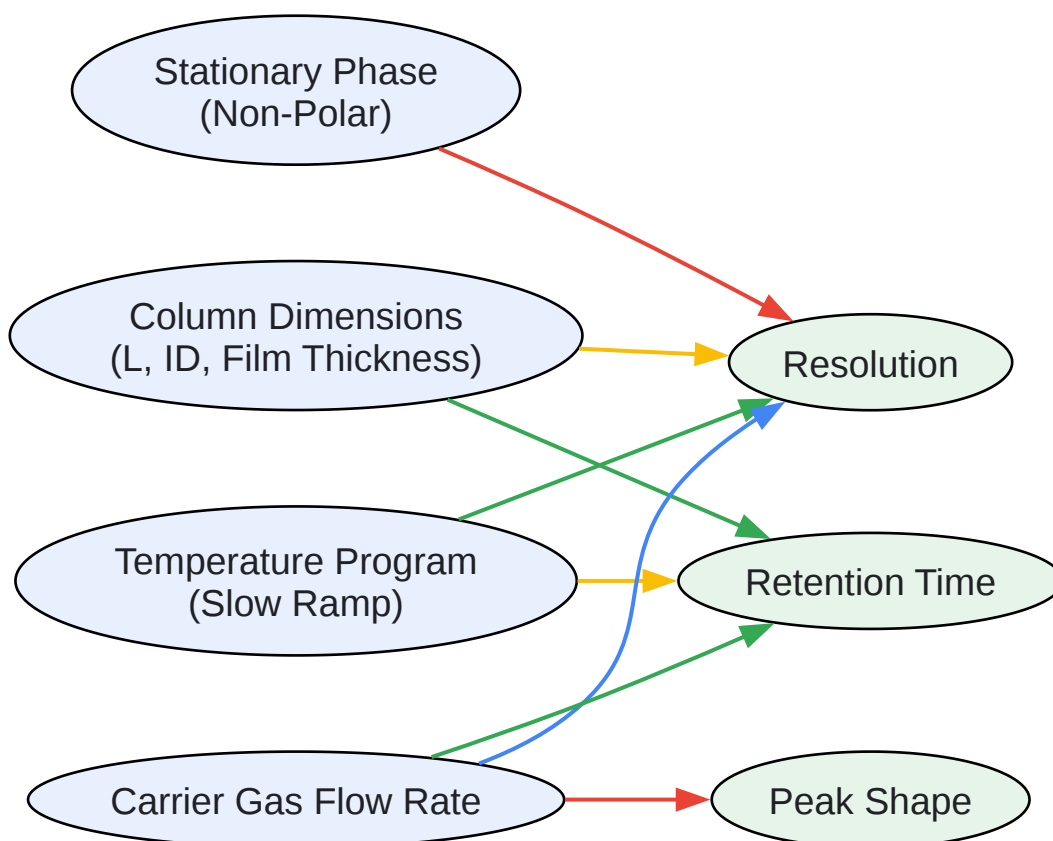 Stationary Phase
(Non-Polar)
Column Dimensions
(L, ID, Film Thickness)
Resolution
Temperature Program
(Slow Ramp)
Retention Time
Carrier Gas Flow Rate
Peak Shape